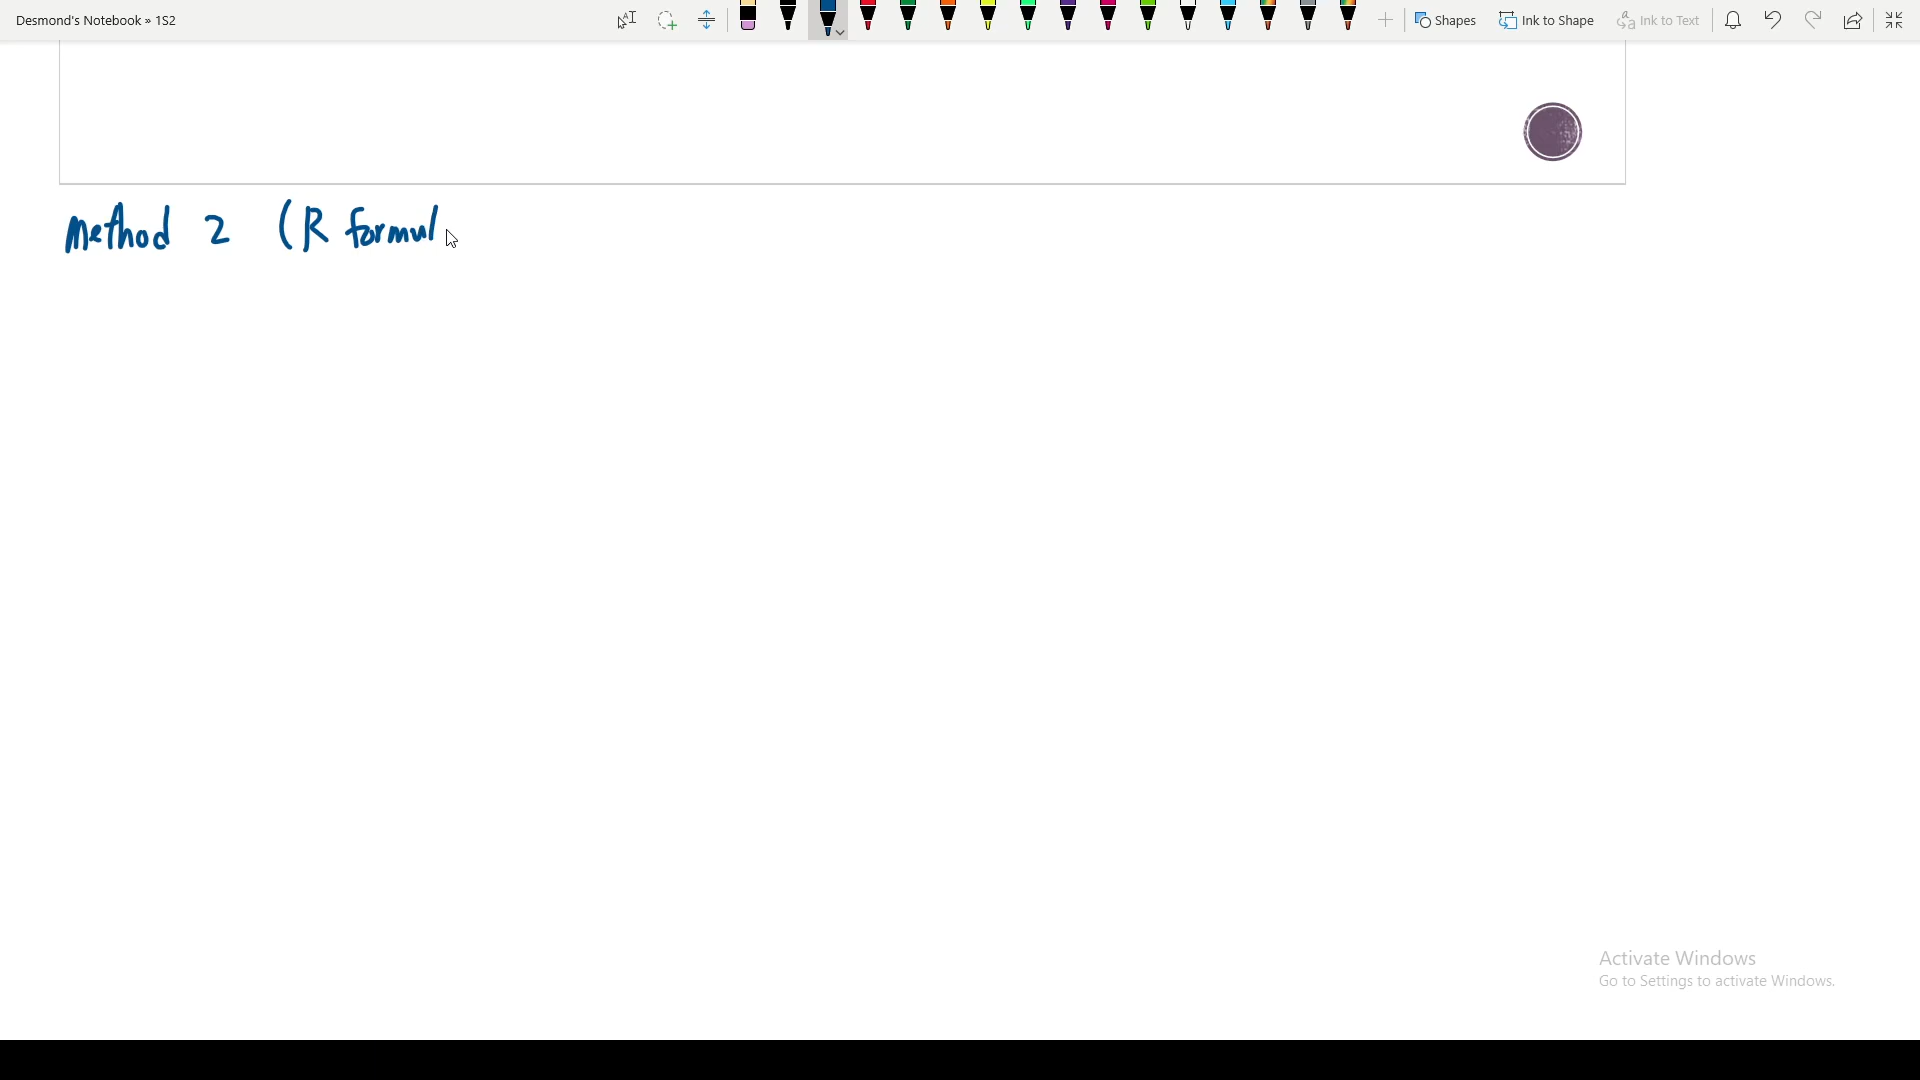 Desmond's Notebook » 1S2
Shapes
Ink to Shape
Ink to Text
Method 2 (R formul
Activate Windows
Go to Settings to activate Windows.